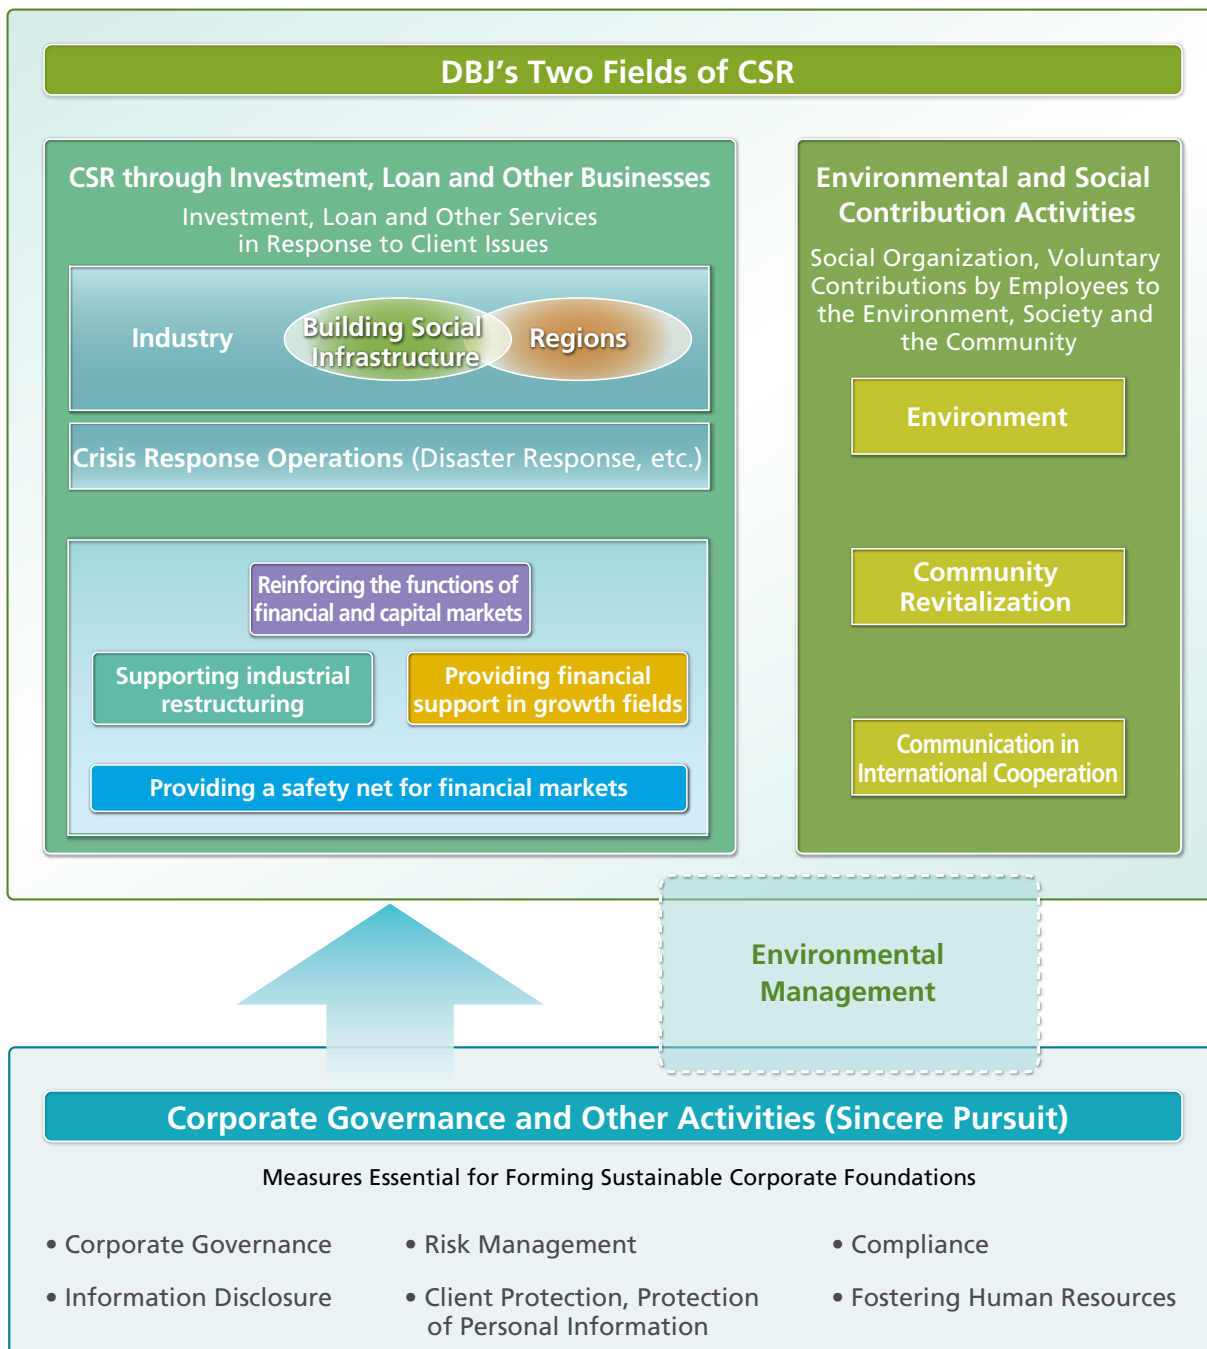 DBJ's Two Fields of CSR
CSR through Investment, Loan and Other Businesses
Investment, Loan and Other Services
in Response to Client Issues
Industry
Building Social
Infrastructure
Regions
Crisis Response Operations (Disaster Response, etc.)
Reinforcing the functions of
financial and capital markets
Supporting industrial
restructuring
Providing financial
support in growth fields
Providing a safety net for financial markets
Environmental and Social
Contribution Activities
Social Organization, Voluntary
Contributions by Employees to
the Environment, Society and
the Community
Environment
Community
Revitalization
Communication in
International Cooperation
Environmental
Management
Corporate Governance and Other Activities (Sincere Pursuit)
Measures Essential for Forming Sustainable Corporate Foundations
• Corporate Governance
• Risk Management
• Compliance
• Information Disclosure
• Client Protection, Protection
of Personal Information
• Fostering Human Resources